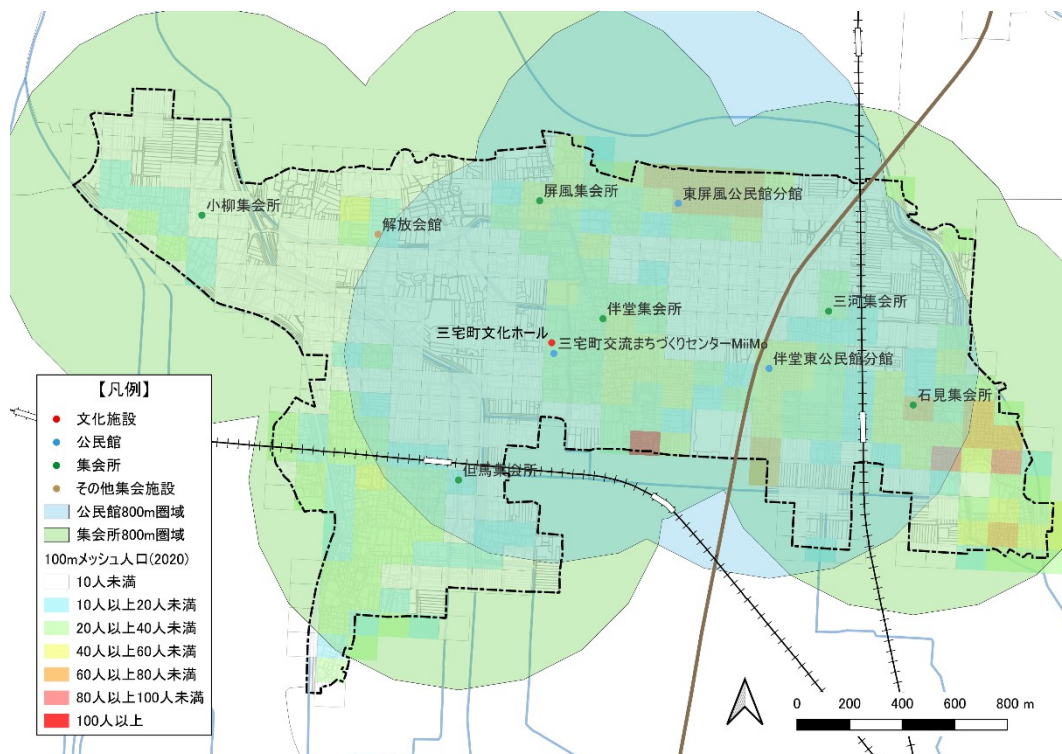 小柳集会所
解放会館
屏風集会所
東屏風公民館分館
伴堂集会所
三河集会所
三宅町文化ホール
三宅町交流まちづくりセンターMiiMo
伴堂東公民館分館
石見集会所
但馬集会所
【凡例】
文化施設
公民館
集会所
その他集会施設
公民館800m圏域
集会所800m圏域
100mメッシュ人口(2020)
10人未満
10人以上20人未満
20人以上40人未満
40人以上60人未満
60人以上80人未満
80人以上100人未満
100人以上
0 200 400 600 800 m